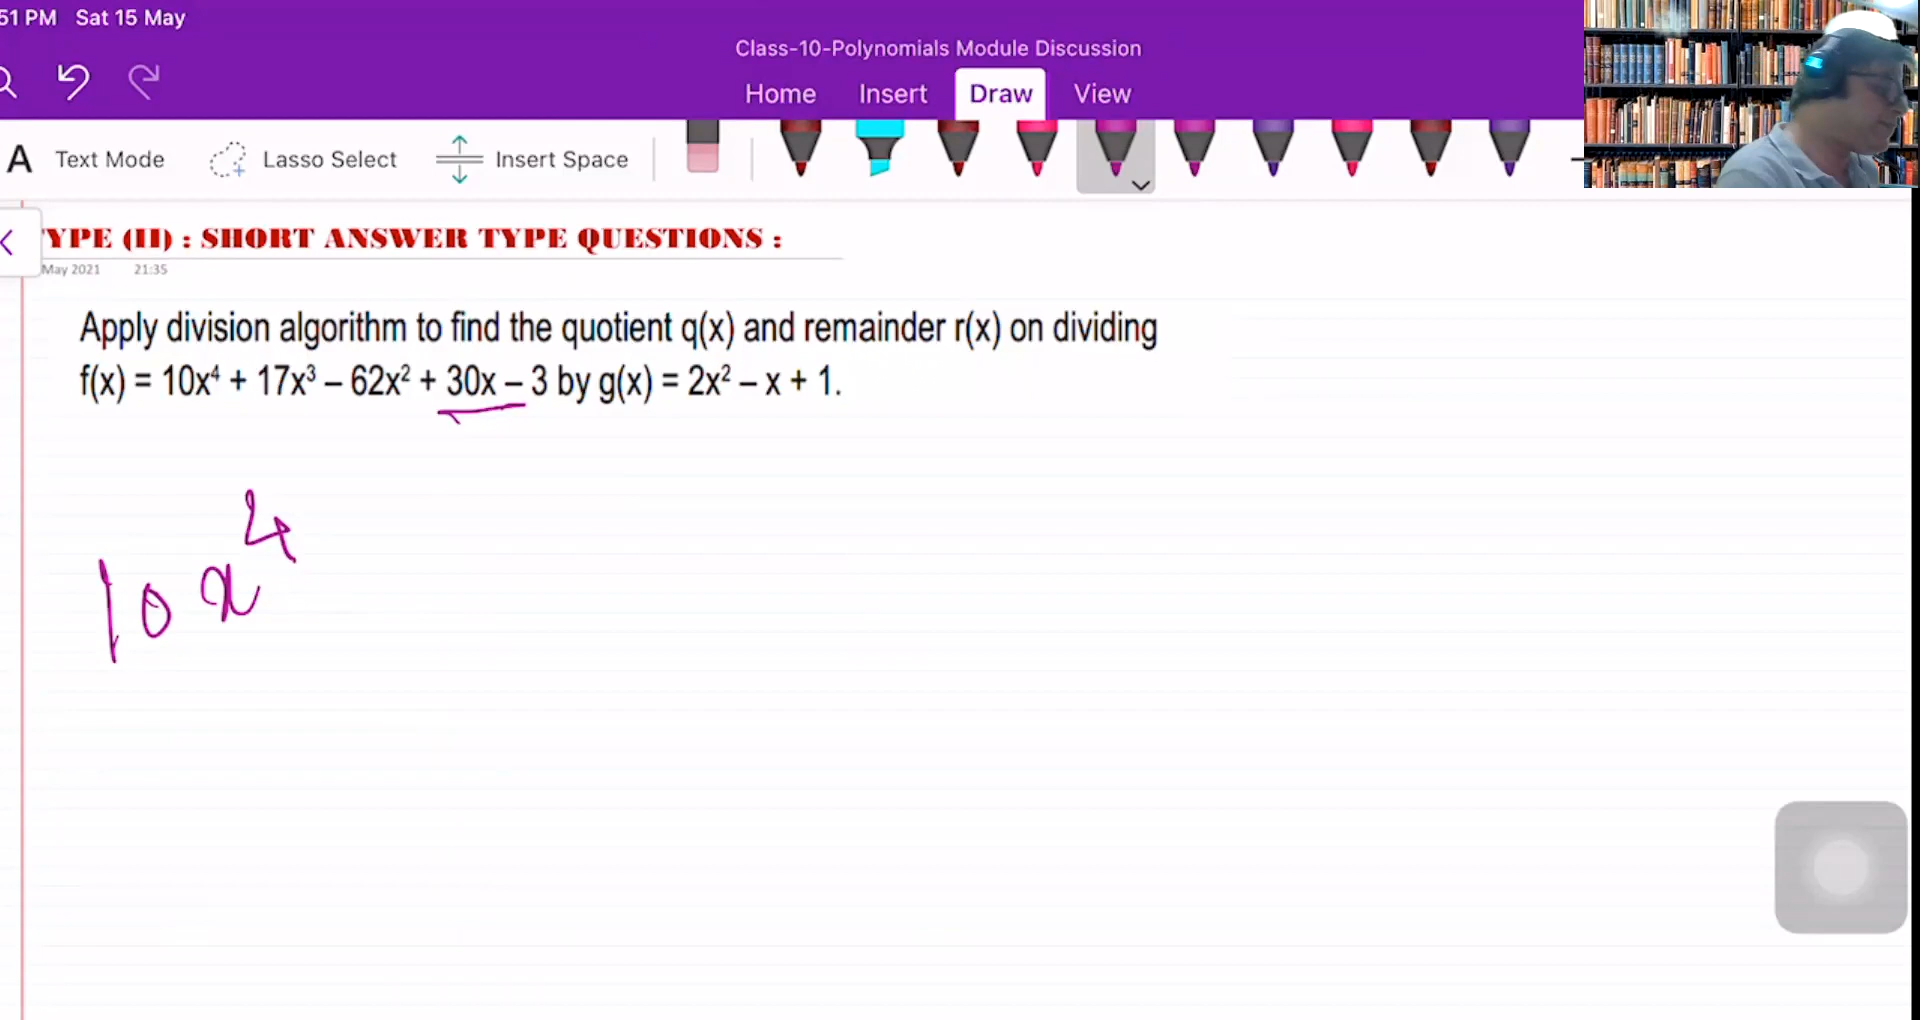 51 PM Sat 15 May
Class-10-Polynomials Module Discussion
Home Insert Draw View
A Text Mode Lasso Select Insert Space
YPE (II) : SHORT ANSWER TYPE QUESTIONS :
May 2021 21:35
Apply division algorithm to find the quotient q(x) and remainder r(x) on dividing
f(x) = 10x⁴ + 17x³ – 62x² + 30x – 3 by g(x) = 2x² – x + 1.
10x⁴